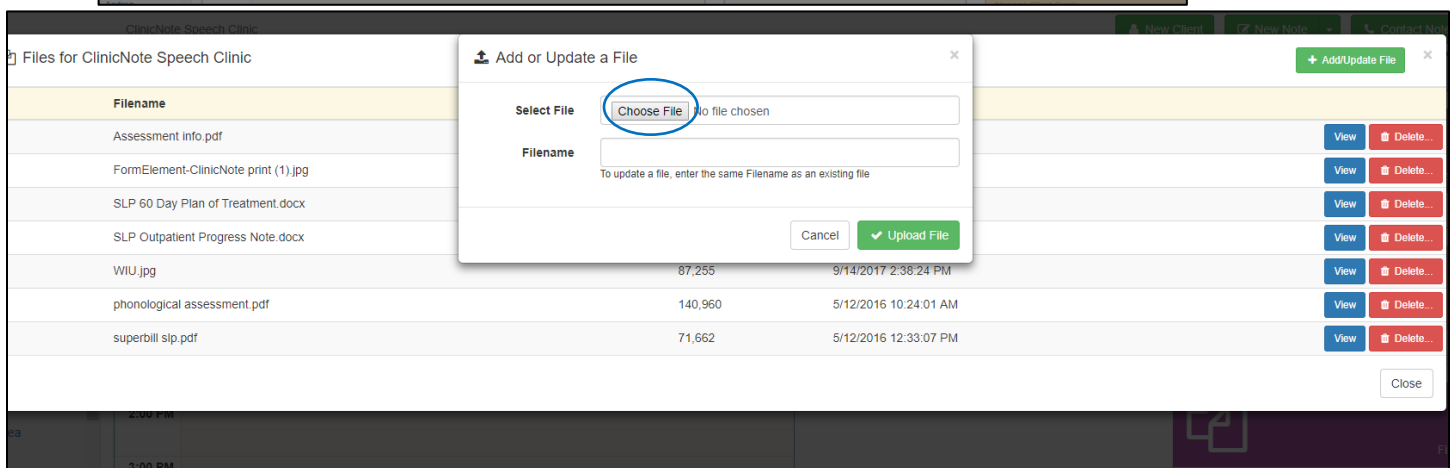 ClinicNote Speech Clinic New Client New Note Contact Not
Files for ClinicNote Speech Clinic
Add or Update a File
× Add/Update File ×
Filename
Select File Choose File No file chosen
Assessment info.pdf View Delete...
Filename
FormElement-ClinicNote print (1).jpg View Delete...
To update a file, enter the same Filename as an existing file
SLP 60 Day Plan of Treatment.docx View Delete...
SLP Outpatient Progress Note.docx View Delete...
Cancel Upload File
WIU.jpg 87,255 9/14/2017 2:38:24 PM View Delete...
phonological assessment.pdf 140,960 5/12/2016 10:24:01 AM View Delete...
superbill slp.pdf 71,662 5/12/2016 12:33:07 PM View Delete...
Close
2:00 PM
ea
3:00 PM